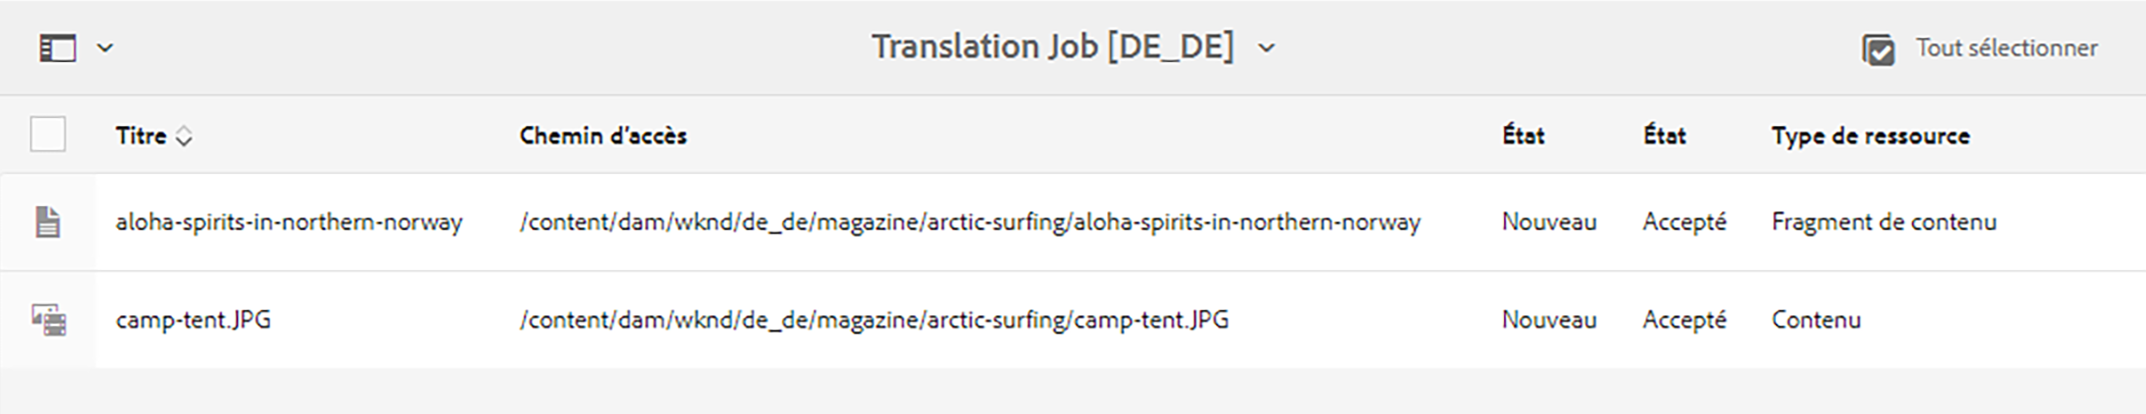 Translation Job [DE_DE]
Tout sélectionner
Titre Chemin d'accès État État Type de ressource
aloha-spirits-in-northern-norway /content/dam/wknd/de_de/magazine/arctic-surfing/aloha-spirits-in-northern-norway Nouveau Accepté Fragment de contenu
camp-tent.JPG /content/dam/wknd/de_de/magazine/arctic-surfing/camp-tent.JPG Nouveau Accepté Contenu